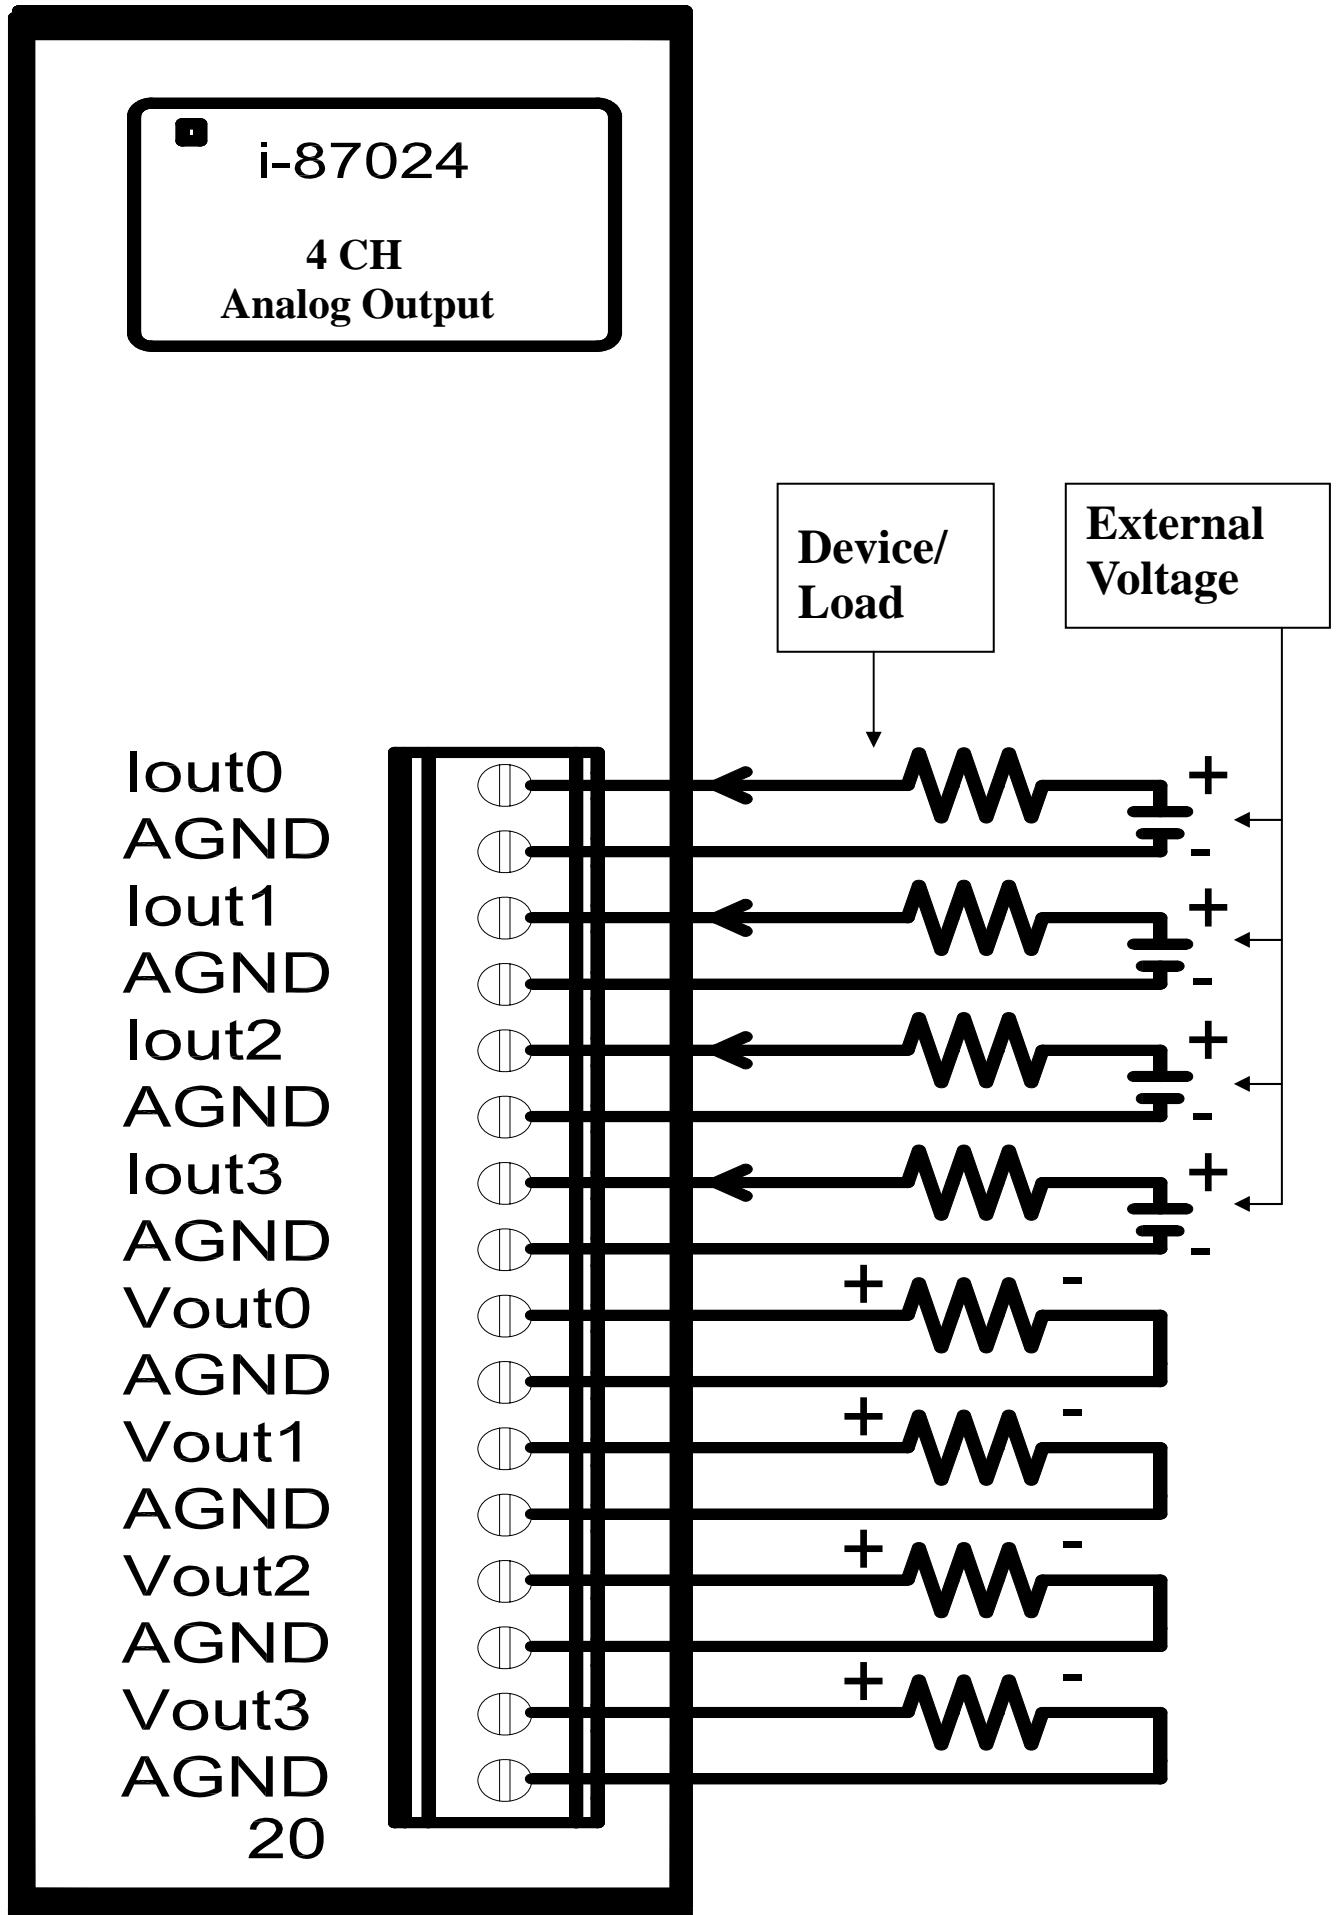 i-87024
4 CH
Analog Output
Device/
Load
External
Voltage
Iout0
+
AGND
-
Iout1
+
AGND
-
Iout2
+
AGND
-
Iout3
+
AGND
-
Vout0
+ -
AGND
Vout1
+ -
AGND
Vout2
+ -
AGND
Vout3
+ -
AGND
20